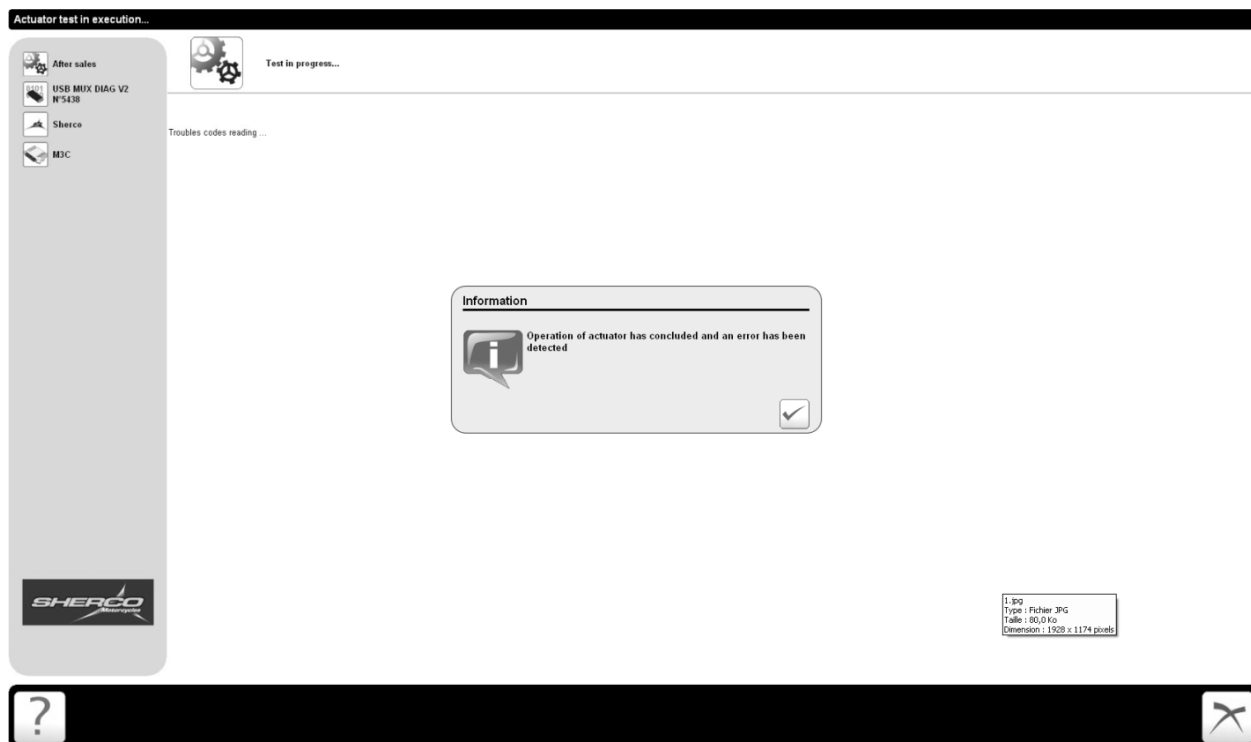 Actuator test in execution...
After sales
USB MUX DIAG V2
N°5438
Sherco
M3C
Test in progress...
Troubles codes reading ...
Information
Operation of actuator has concluded and an error has been
detected
SHERCO
Motorcycles
1.jpg
Type : Fichier JPG
Taille : 80,0 Ko
Dimension : 1928 x 1174 pixels